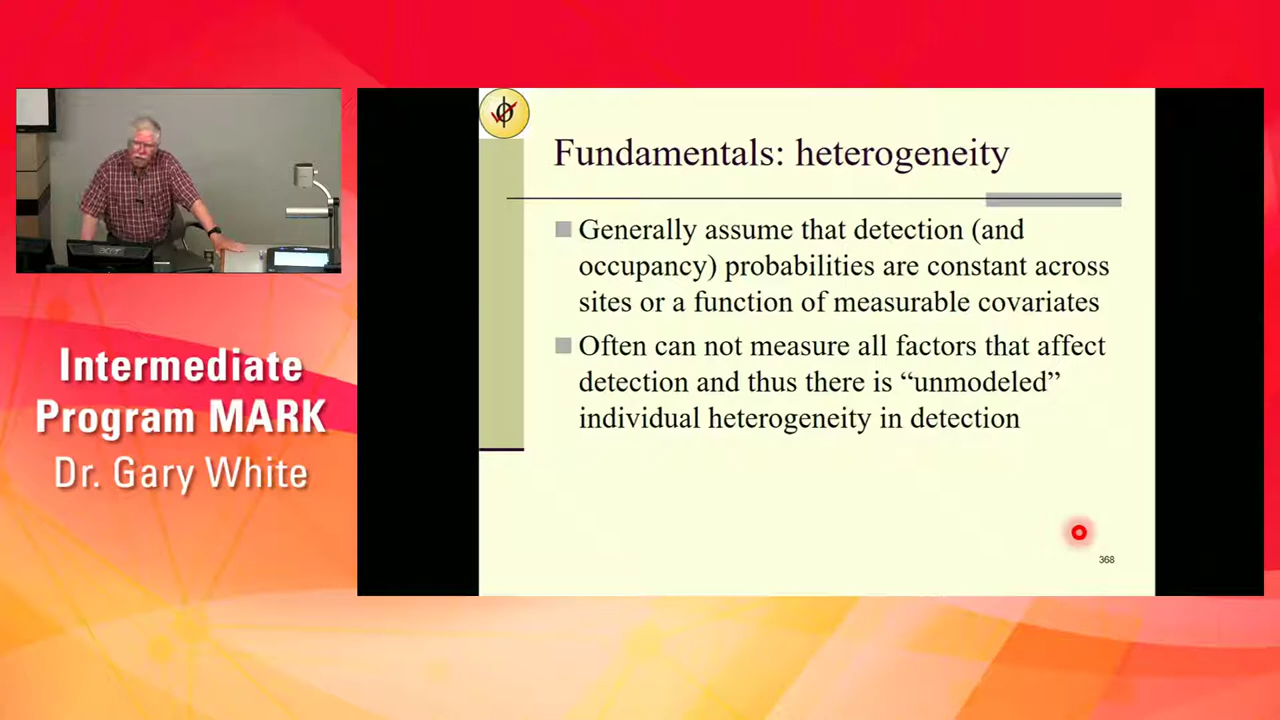 Fundamentals: heterogeneity
Generally assume that detection (and
occupancy) probabilities are constant across
sites or a function of measurable covariates
Often can not measure all factors that affect
detection and thus there is “unmodeled”
individual heterogeneity in detection
368
Intermediate
Program MARK
Dr. Gary White
acer